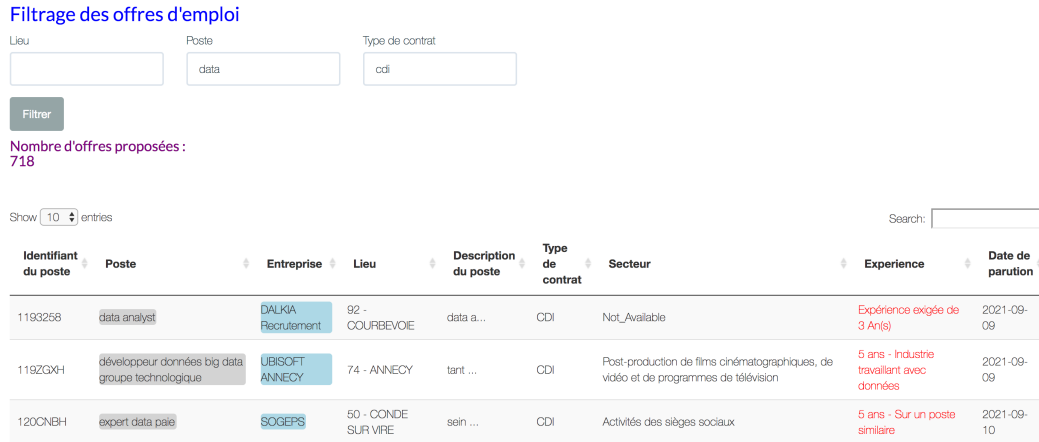 Filtrage des offres d'emploi
Lieu Poste Type de contrat
data cdi
Filtrer
Nombre d'offres proposées :
718
Show 10 entries Search:
Identifiant du poste Poste Entreprise Lieu Description du poste Type de contrat Secteur Experience Date de parution
1193258 data analyst DALKIA Recrutement 92 - COURBEVOIE data a... CDI Not_Available Expérience exigée de 3 An(s) 2021-09-09
119ZGXH développeur données big data groupe technologique UBISOFT ANNECY 74 - ANNECY tant ... CDI Post-production de films cinématographiques, de vidéo et de programmes de télévision 5 ans - Industrie travaillant avec données 2021-09-09
120CNBH expert data paie SOGEPS 50 - CONDE SUR VIRE sein ... CDI Activités des sièges sociaux 5 ans - Sur un poste similaire 2021-09-10